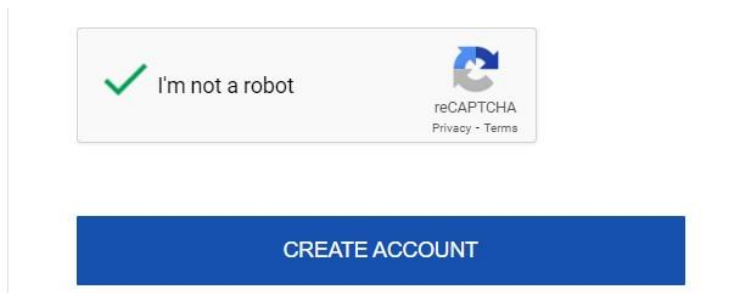 I'm not a robot
reCAPTCHA
Privacy - Terms
CREATE ACCOUNT